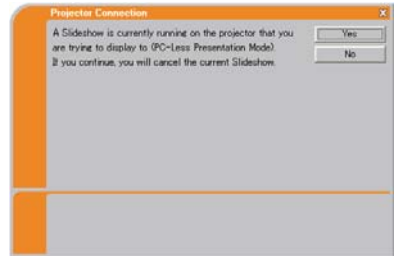 Projector Connection
X
A Slideshow is currently running on the projector that you
are trying to display to (PC-Less Presentation Mode).
If you continue, you will cancel the current Slideshow.
Yes
No